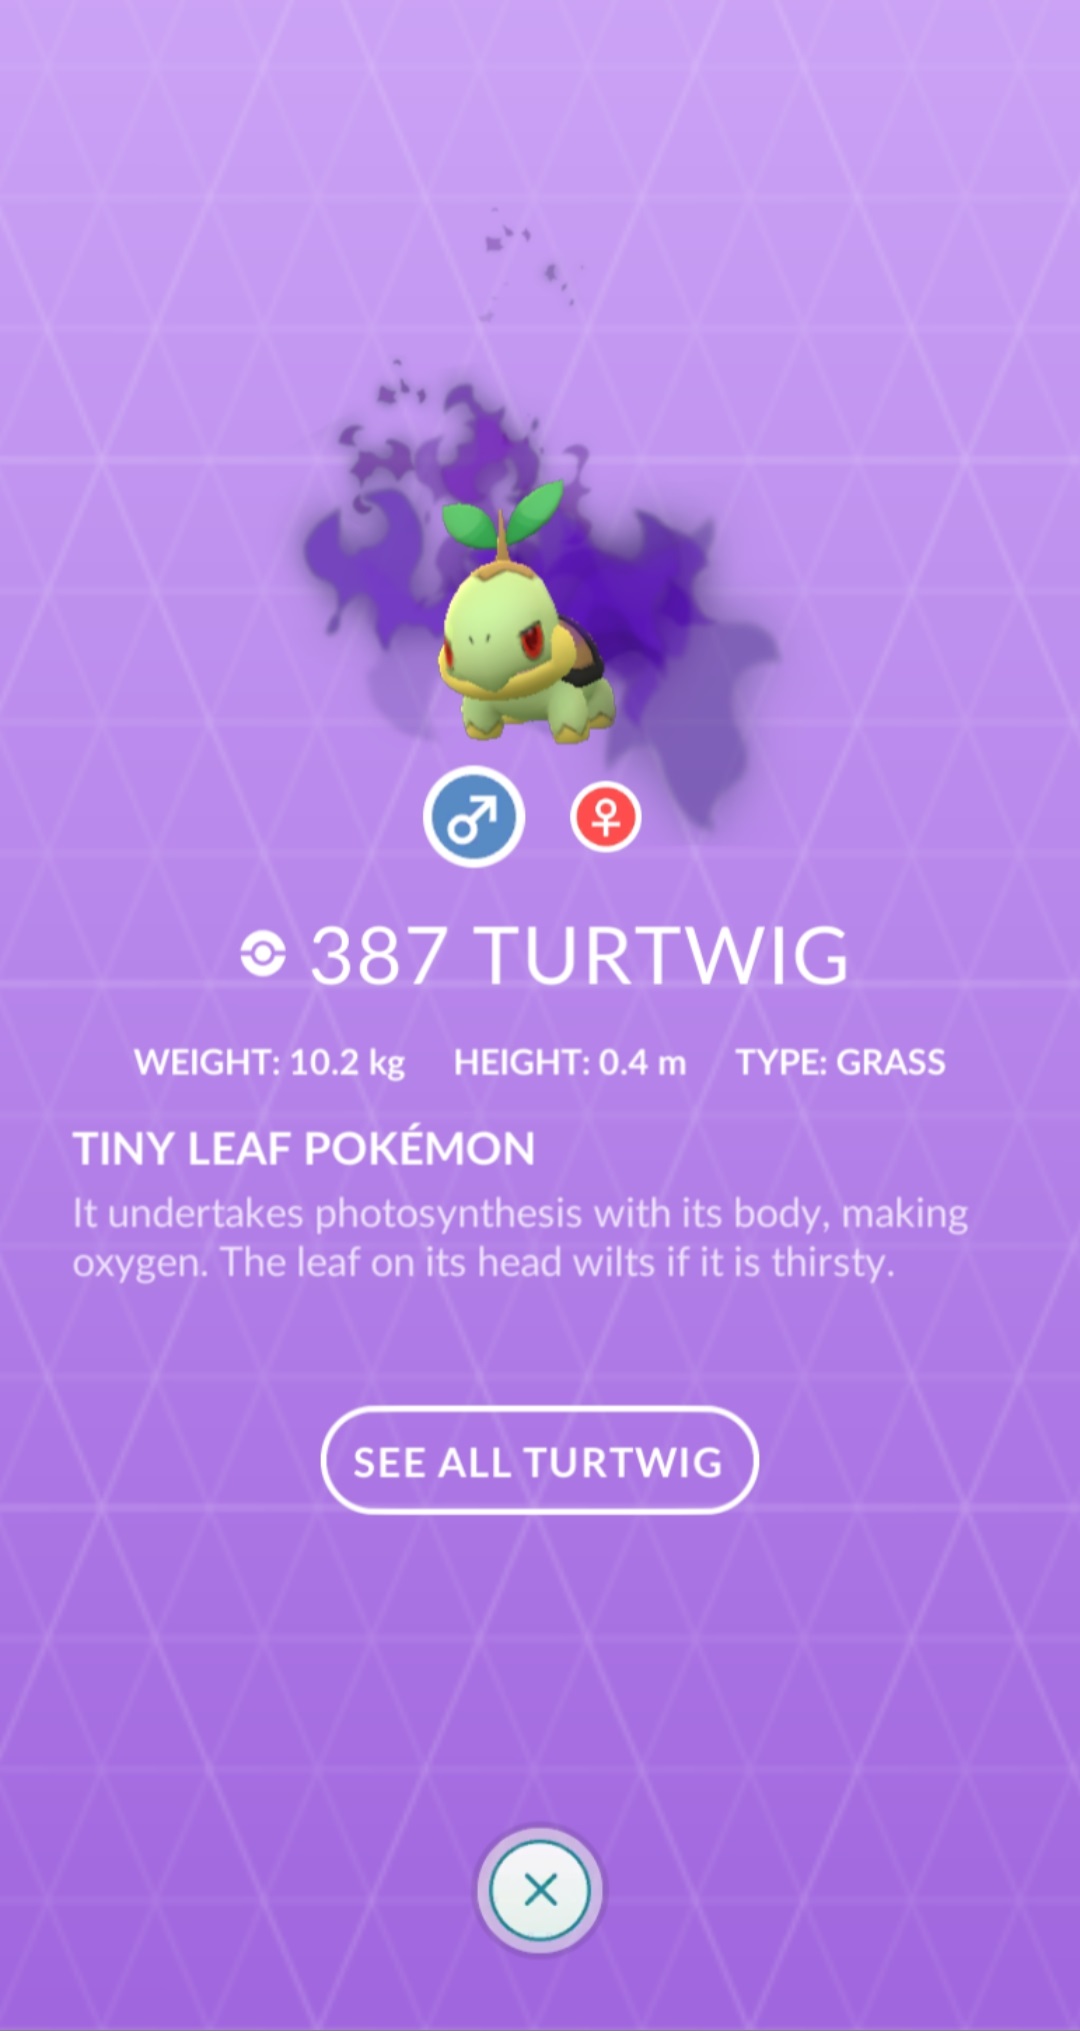 387 TURTWIG
WEIGHT: 10.2 kg HEIGHT: 0.4 m TYPE: GRASS
TINY LEAF POKÉMON
It undertakes photosynthesis with its body, making
oxygen. The leaf on its head wilts if it is thirsty.
SEE ALL TURTWIG